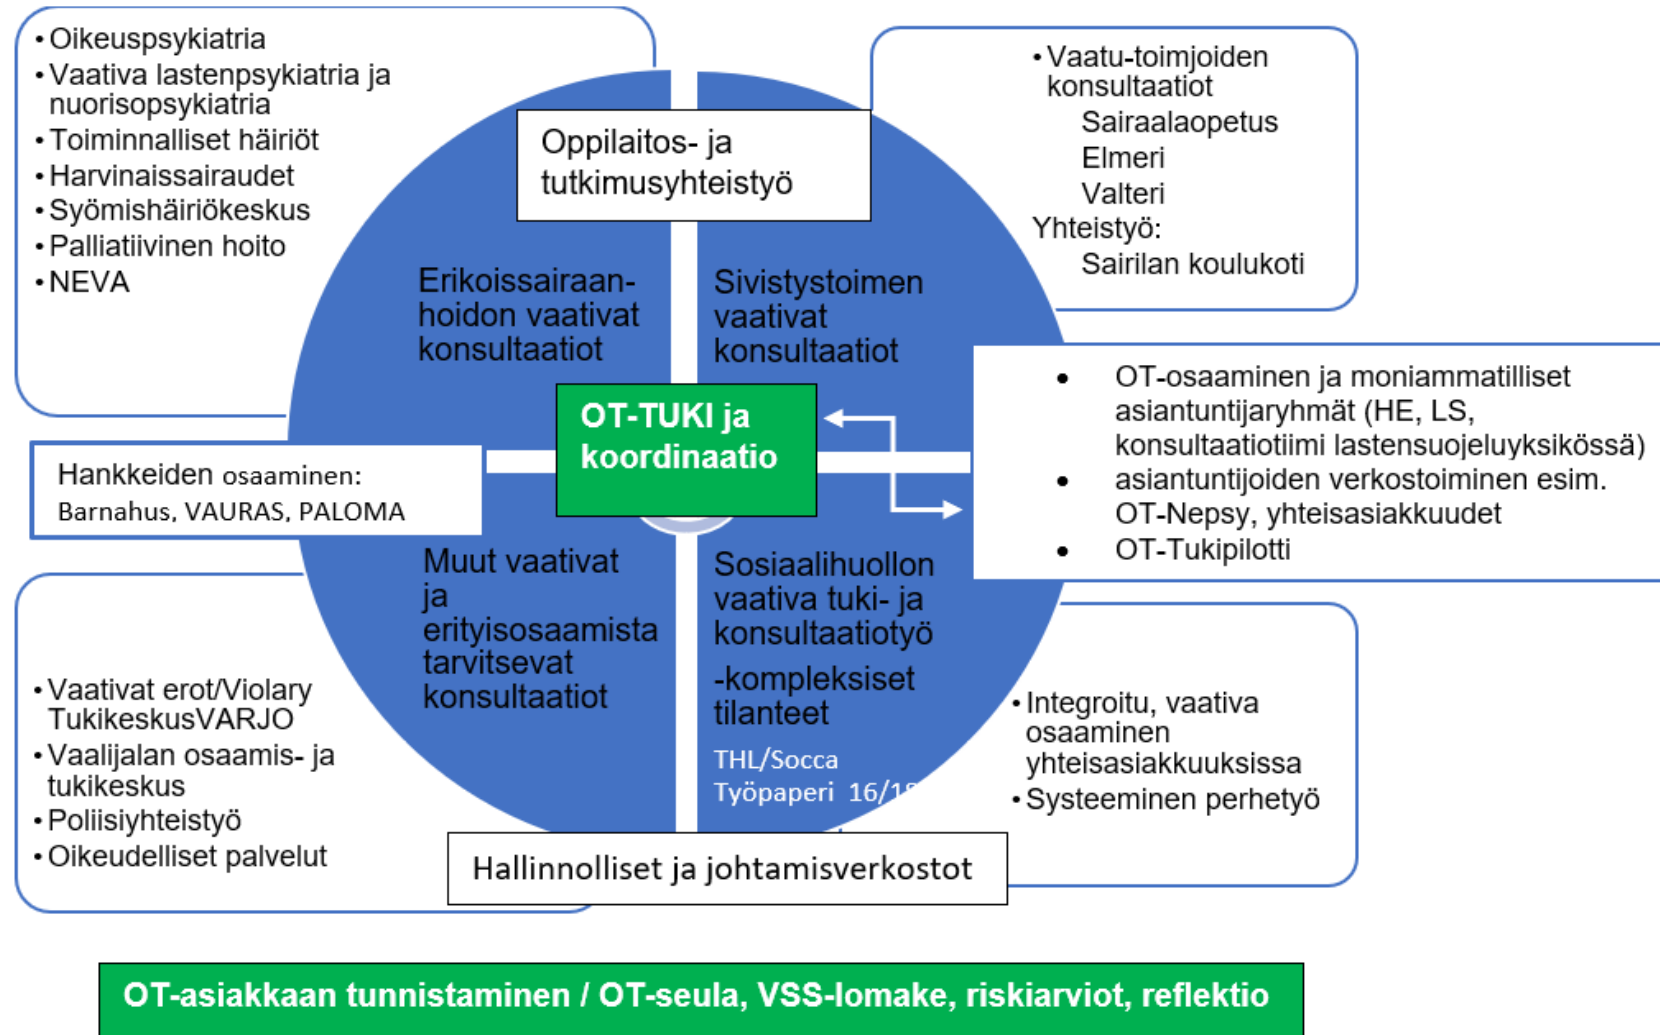 • Oikeuspsykiatria
• Vaativa lastenpsykiatria ja
nuorisopsykiatria
• Toiminnalliset häiriöt
• Harvinaissairaudet
• Syömishäiriökeskus
• Palliatiivinen hoito
• NEVA
Oppilaitos- ja
tutkimusyhteistyö
• Vaatu-toimjoiden
konsultaatiot
Sairaalaopetus
Elmeri
Valteri
Yhteistyö:
Sairilan koulukoti
Erikoissairaan-
hoidon vaativat
konsultaatiot
Sivistystoimen
vaativat
konsultaatiot
OT-TUKI ja
koordinaatio
• OT-osaaminen ja moniammatilliset
asiantuntijaryhmät (HE, LS,
konsultaatiotiimi lastensuojeluyksikössä)
• asiantuntijoiden verkostoiminen esim.
OT-Nepsy, yhteisasiakkuudet
• OT-Tukipilotti
Hankkeiden osaaminen:
Barnahus, VAURAS, PALOMA
Muut vaativat
ja
erityisosaamista
tarvitsevat
konsultaatiot
Sosiaalihuollon
vaativa tuki- ja
konsultaatiotyö
-kompleksiset
tilanteet
THL/Socca
Työpaperi 16/18
• Vaativat erot/Violary
TukikeskusVARJO
• Vaalijalan osaamis- ja
tukikeskus
• Poliisiyhteistyö
• Oikeudelliset palvelut
• Integroitu, vaativa
osaaminen
yhteisasiakkuuksissa
• Systeeminen perhetyö
Hallinnolliset ja johtamisverkostot
OT-asiakkaan tunnistaminen / OT-seula, VSS-lomake, riskiarviot, reflektio